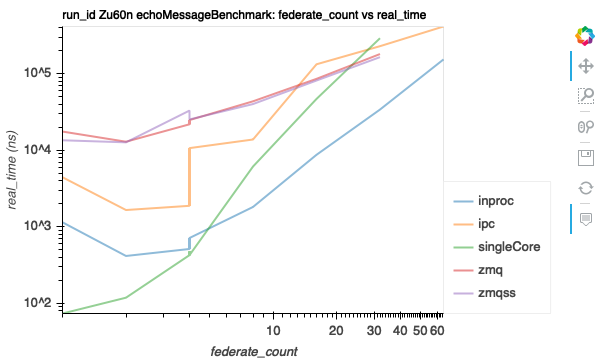 run_id Zu60n echoMessageBenchmark: federate_count vs real_time
real_time (ns)
10^5
10^4
10^3
10^2
10
20
30
40
50
60
federate_count
inproc
ipc
singleCore
zmq
zmqss